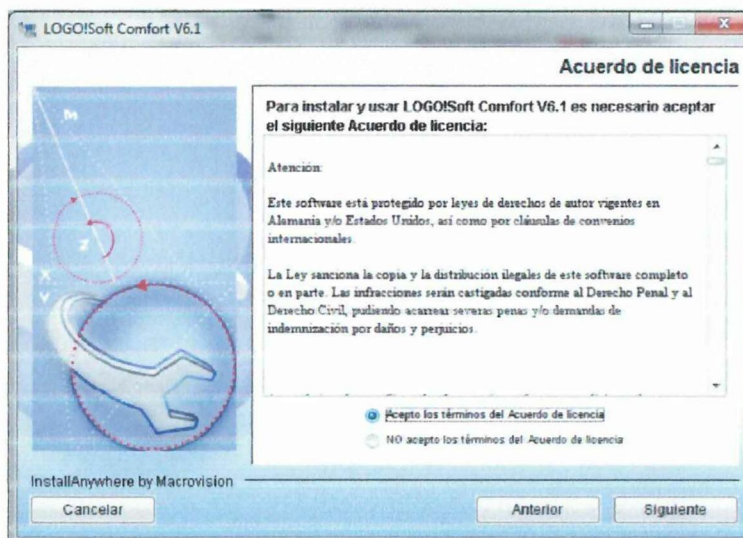 LOGO!Soft Comfort V6.1
Acuerdo de licencia
Para instalar y usar LOGO!Soft Comfort V6.1 es necesario aceptar
el siguiente Acuerdo de licencia:
Atención:
Este software está protegido por leyes de derechos de autor vigentes en
Alemania y/o Estados Unidos, así como por cláusulas de convenios
internacionales.
La Ley sanciona la copia y la distribución ilegales de este software completo
o en parte. Las infracciones serán castigadas conforme al Derecho Penal y al
Derecho Civil, pudiendo acarrear severas penas y/o demandas de
indemnización por daños y perjuicios.
Acepto los términos del Acuerdo de licencia
NO acepto los términos del Acuerdo de licencia
M
Z
X
Y
InstallAnywhere by Macrovision
Cancelar
Anterior
Siguiente